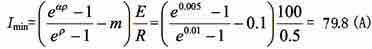 I_min = ( (e^{αρ} − 1)/(e^{ρ} − 1) − m ) E/R = ( (e^{0.005} − 1)/(e^{0.01} − 1) − 0.1 ) 100/0.5 = 79.8 (A)